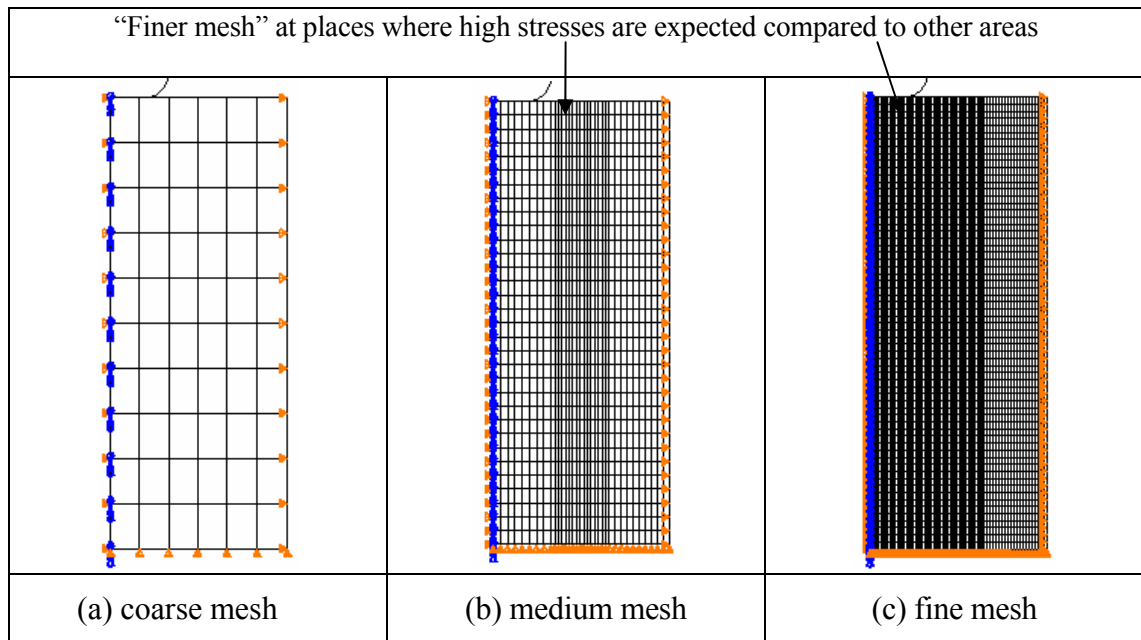 “Finer mesh” at places where high stresses are expected compared to other areas
(a) coarse mesh
(b) medium mesh
(c) fine mesh